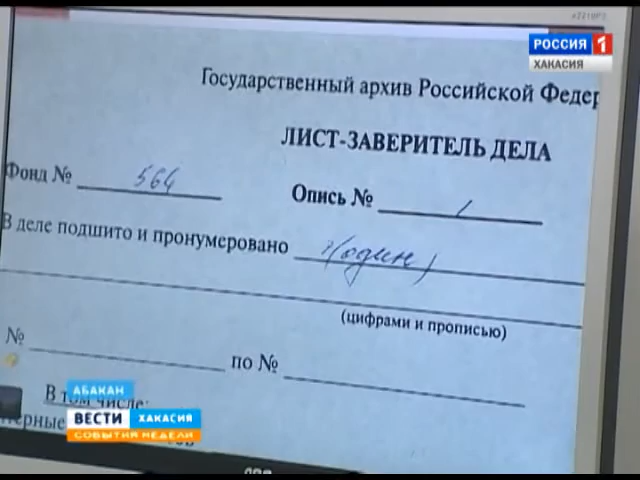 РОССИЯ 1
ХАКАСИЯ
Государственный архив Российской Федер
ЛИСТ-ЗАВЕРИТЕЛЬ ДЕЛА
Фонд № 564 Опись № 1
В деле подшито и пронумеровано 1(один)
(цифрами и прописью)
№ по №
АБАКАН
В том числе:
ВЕСТИ ХАКАСИЯ
СОБЫТИЯ НЕДЕЛИ